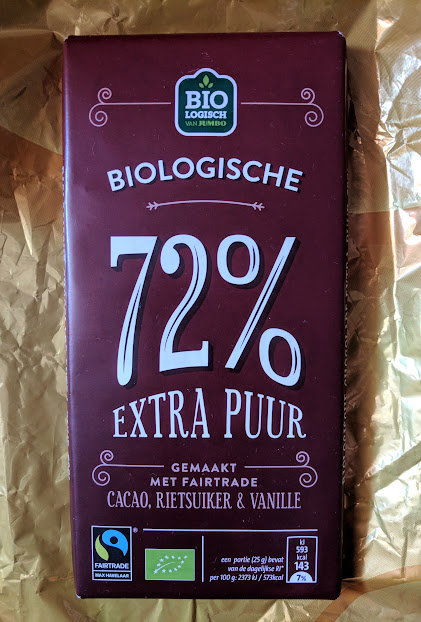 BIO
LOGISCH
VAN JUMBO
BIOLOGISCHE
72%
EXTRA PUUR
GEMAAKT
MET FAIRTRADE
CACAO, RIETSUIKER & VANILLE
FAIRTRADE
MAX HAVELAAR
een portie (25 g) bevat
van de dagelijkse ri*
per 100 g: 2373 kJ / 573kcal
kJ
593
kcal
143
7%